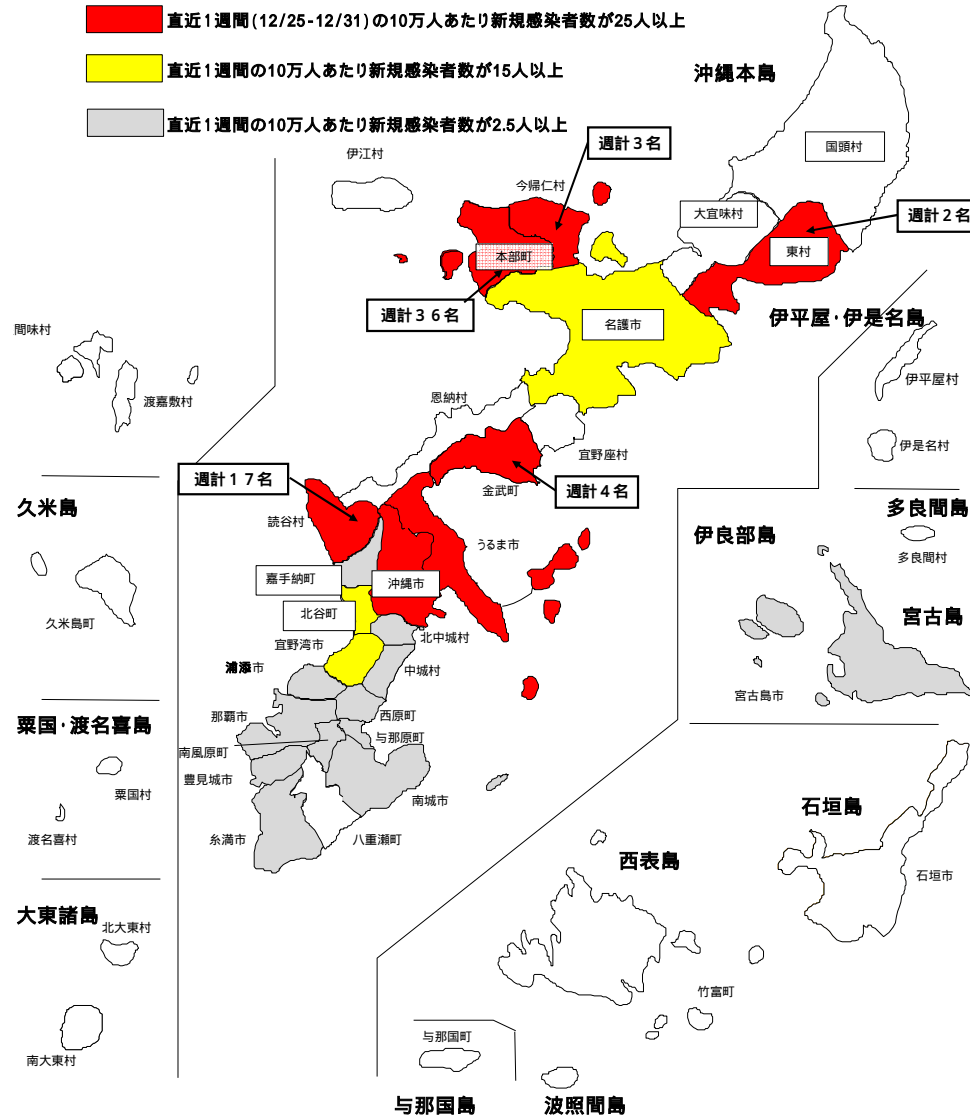 直近1週間(12/25-12/31)の10万人あたり新規感染者数が25人以上
直近1週間の10万人あたり新規感染者数が15人以上
直近1週間の10万人あたり新規感染者数が2.5人以上
沖縄本島
国頭村
週計3名
伊江村
今帰仁村
大宜味村
週計2名
東村
本部町
週計36名
名護市
伊平屋・伊是名島
間味村
渡嘉敷村
伊平屋村
恩納村
伊是名村
宜野座村
週計17名
金武町
週計4名
久米島
読谷村
多良間島
伊良部島
うるま市
多良間村
嘉手納町
沖縄市
北谷町
宮古島
久米島町
北中城村
宜野湾市
浦添市
中城村
宮古島市
那覇市
西原町
粟国・渡名喜島
与那原町
南風原町
豊見城市
粟国村
南城市
石垣島
渡名喜村
糸満市
八重瀬町
西表島
石垣市
大東諸島
北大東村
竹富町
与那国町
南大東村
与那国島
波照間島